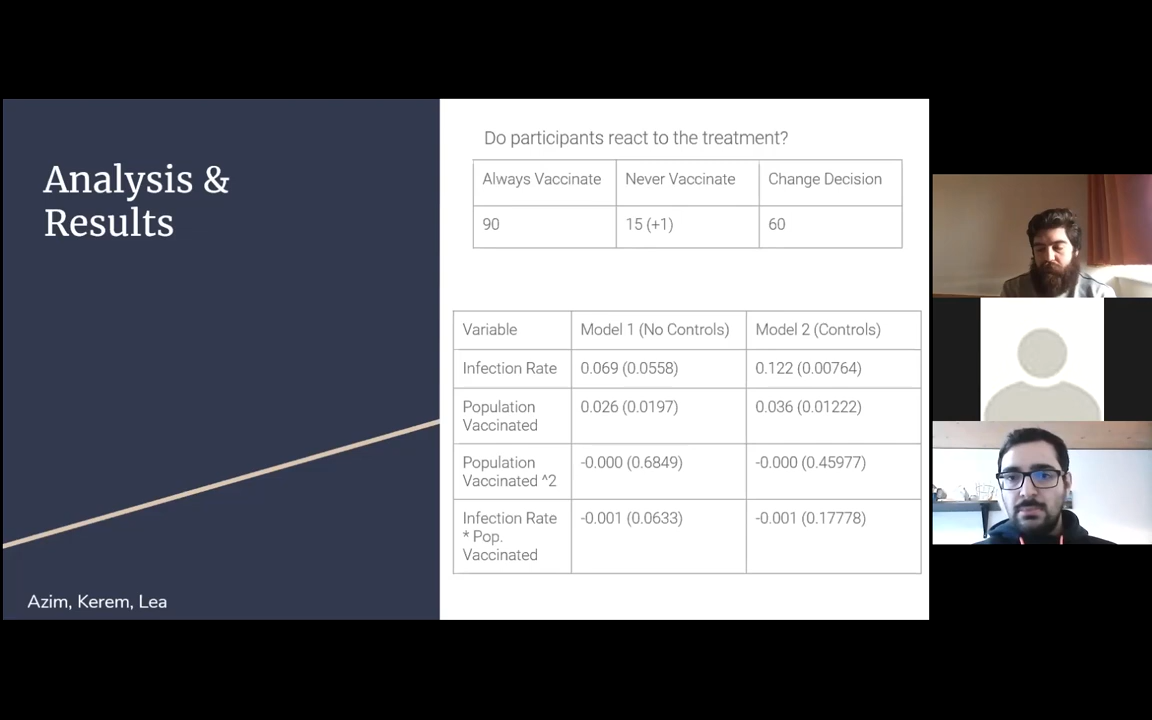 Analysis &
Results
Azim, Kerem, Lea
Do participants react to the treatment?
Always Vaccinate Never Vaccinate Change Decision
90 15 (+1) 60
Variable Model 1 (No Controls) Model 2 (Controls)
Infection Rate 0.069 (0.0558) 0.122 (0.00764)
Population 0.026 (0.0197) 0.036 (0.01222)
Vaccinated
Population -0.000 (0.6849) -0.000 (0.45977)
Vaccinated ^2
Infection Rate -0.001 (0.0633) -0.001 (0.17778)
* Pop.
Vaccinated